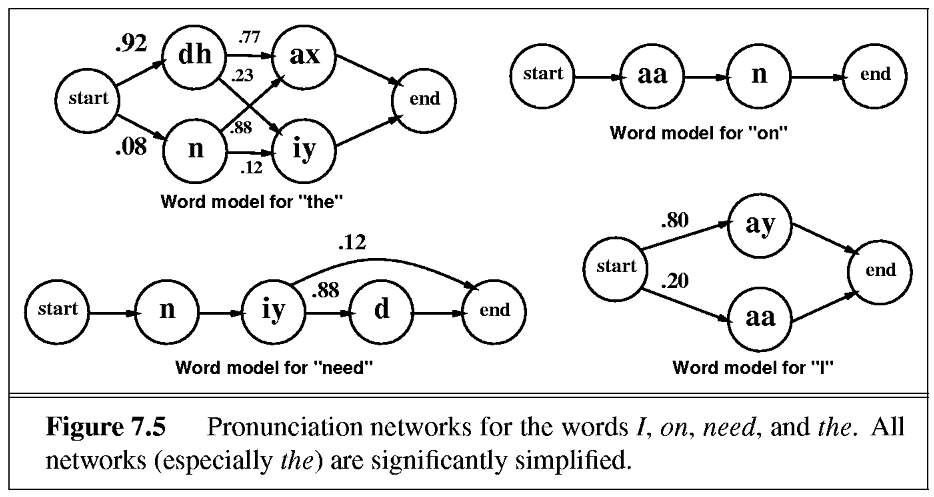 .92 dh .77 ax
start .23 end
.08 n .88 iy
.12
Word model for "the"
start aa n end
Word model for "on"
.12
start n iy .88 d end
Word model for "need"
.80 ay
start end
.20 aa
Word model for "I"
Figure 7.5 Pronunciation networks for the words I, on, need, and the. All
networks (especially the) are significantly simplified.